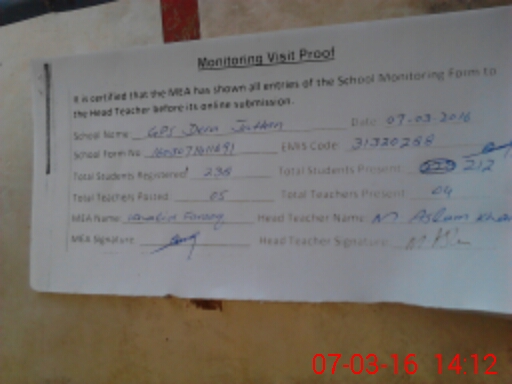 Monitoring Visit Proof
It is certified that the MEA has shown all entries of the School Monitoring Form to
the Head Teacher before its online submission.
School Name: GPS Dera Date: 07-03-2016
School Form No EMIS Code: 31320288
Total Students Registered 238 Total Students Present: 212
Total Teachers Posted: 05 Total Teachers Present: 04
MEA Name: Farooq Head Teacher Name: M Aslam Khan
MEA Signature: Head Teacher Signature:
07-03-16 14:12